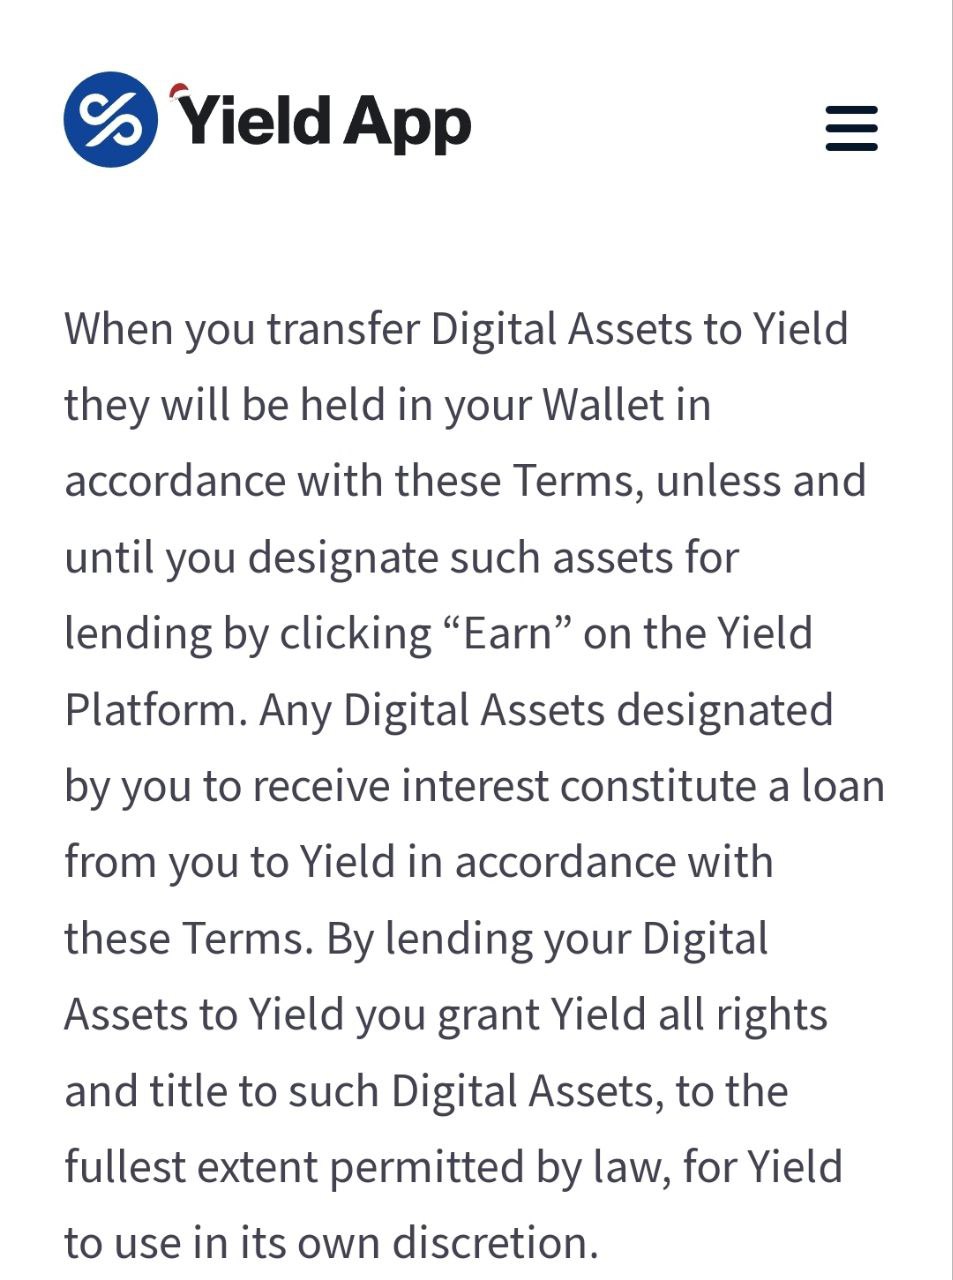 Yield App
When you transfer Digital Assets to Yield
they will be held in your Wallet in
accordance with these Terms, unless and
until you designate such assets for
lending by clicking “Earn” on the Yield
Platform. Any Digital Assets designated
by you to receive interest constitute a loan
from you to Yield in accordance with
these Terms. By lending your Digital
Assets to Yield you grant Yield all rights
and title to such Digital Assets, to the
fullest extent permitted by law, for Yield
to use in its own discretion.